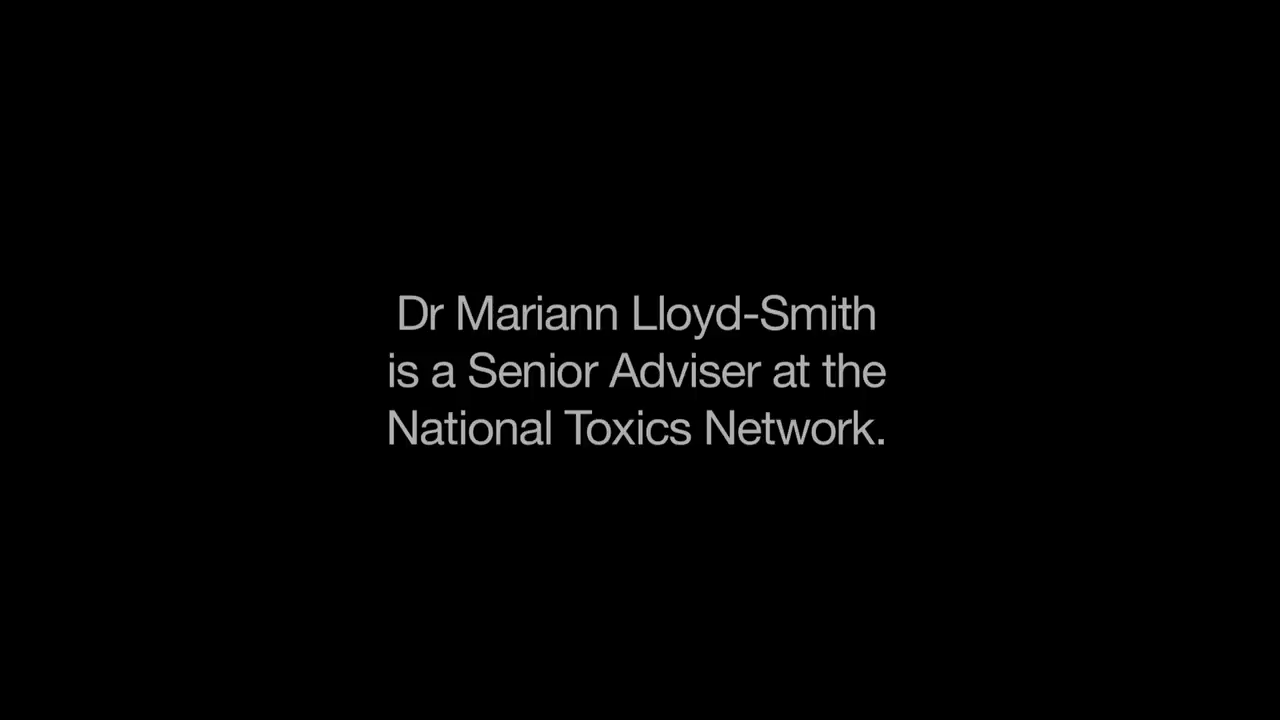 Dr Mariann Lloyd-Smith
is a Senior Adviser at the
National Toxics Network.